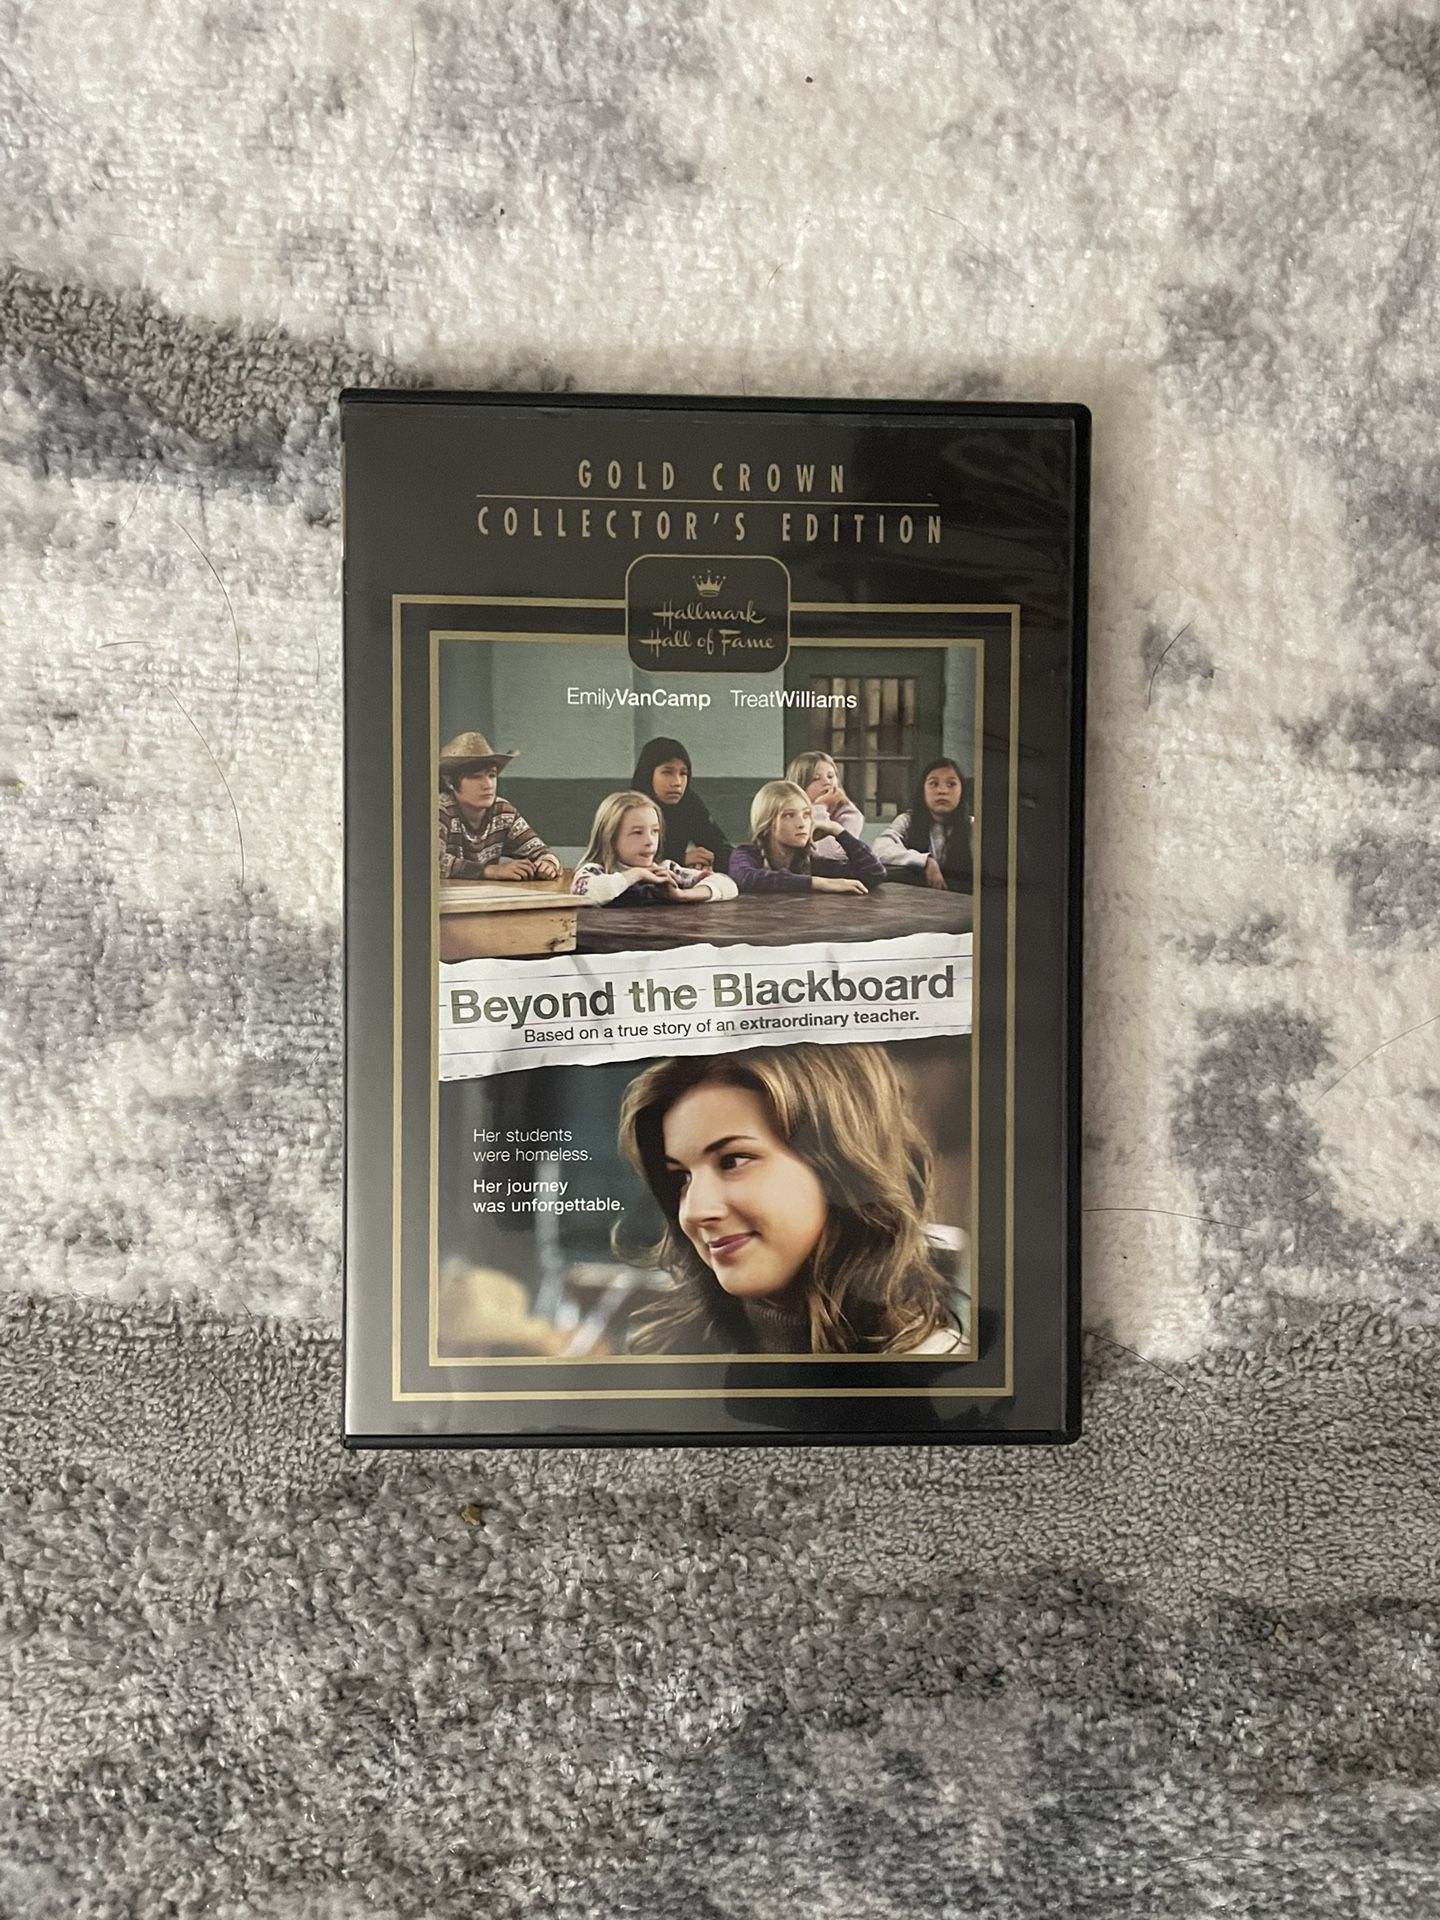 GOLD CROWN
COLLECTOR'S EDITION
Hallmark
Hall of Fame
EmilyVanCamp TreatWilliams
Beyond the Blackboard
Based on a true story of an extraordinary teacher.
Her students
were homeless.
Her journey
was unforgettable.